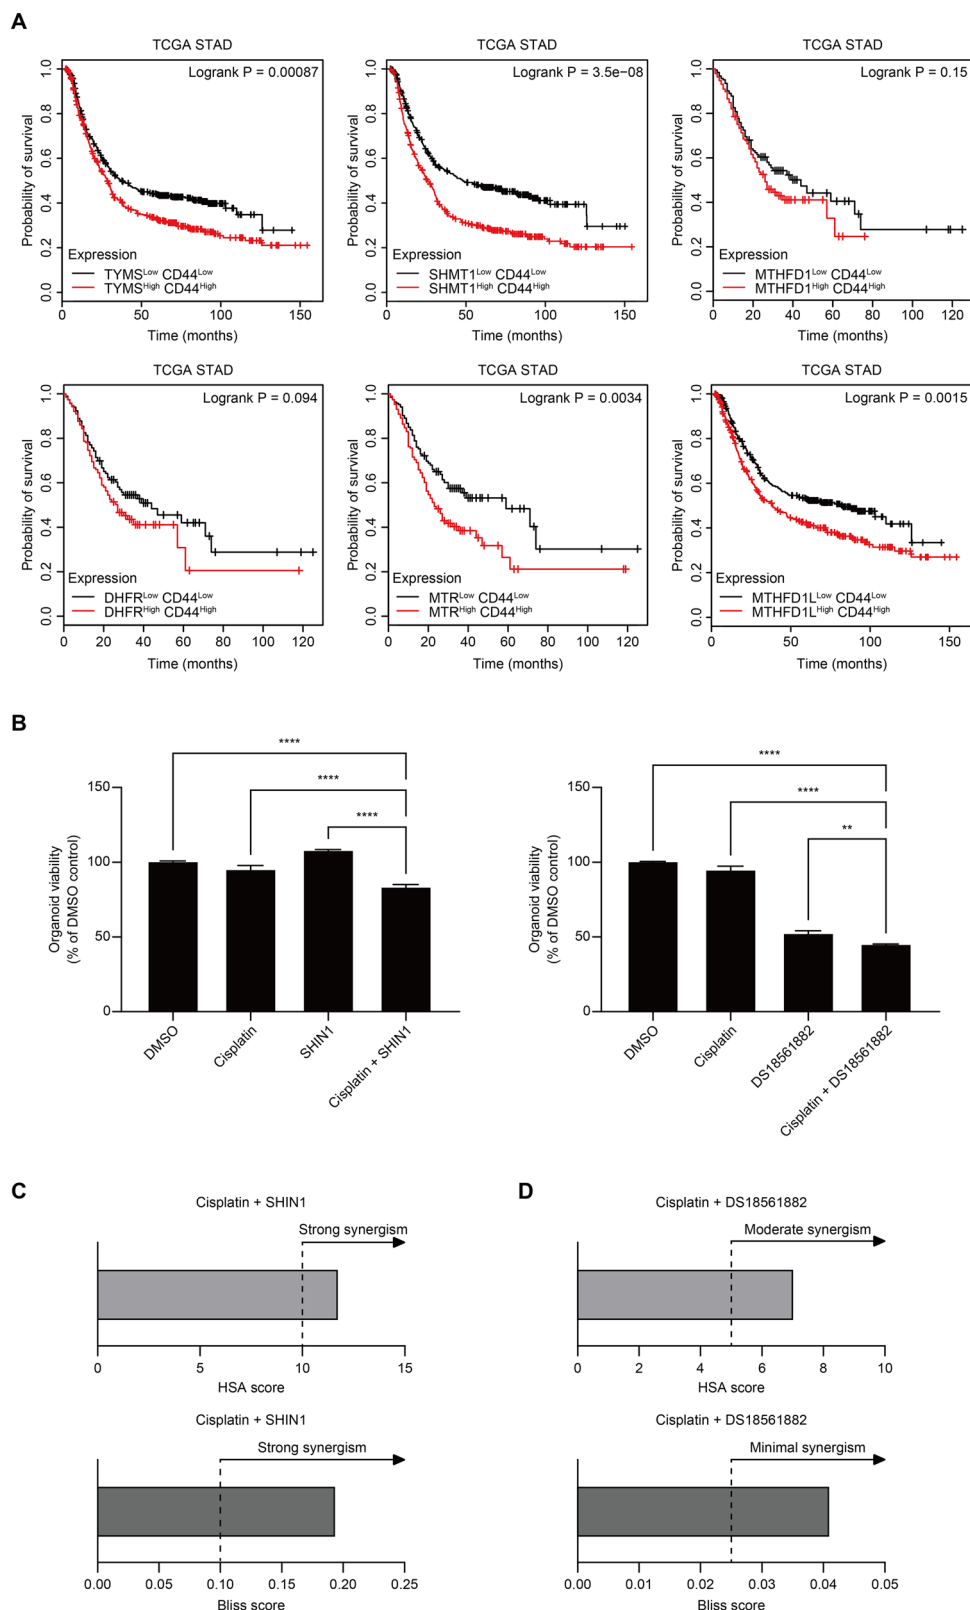 A
TCGA STAD
Logrank P = 0.00087
Probability of survival
0.0 0.2 0.4 0.6 0.8 1.0
Expression
TYMSLow CD44Low
TYMSHigh CD44High
0 50 100 150
Time (months)
TCGA STAD
Logrank P = 3.5e−08
Probability of survival
0.0 0.2 0.4 0.6 0.8 1.0
Expression
SHMT1Low CD44Low
SHMT1High CD44High
0 50 100 150
Time (months)
TCGA STAD
Logrank P = 0.15
Probability of survival
0.0 0.2 0.4 0.6 0.8 1.0
Expression
MTHFD1Low CD44Low
MTHFD1High CD44High
0 20 40 60 80 100 120
Time (months)
TCGA STAD
Logrank P = 0.094
Probability of survival
0.0 0.2 0.4 0.6 0.8 1.0
Expression
DHFRLow CD44Low
DHFRHigh CD44High
0 20 40 60 80 100 120
Time (months)
TCGA STAD
Logrank P = 0.0034
Probability of survival
0.0 0.2 0.4 0.6 0.8 1.0
Expression
MTRLow CD44Low
MTRHigh CD44High
0 20 40 60 80 100 120
Time (months)
TCGA STAD
Logrank P = 0.0015
Probability of survival
0.0 0.2 0.4 0.6 0.8 1.0
Expression
MTHFD1LLow CD44Low
MTHFD1LHigh CD44High
0 50 100 150
Time (months)
B
****
****
****
150
100
50
0
Organoid viability
(% of DMSO control)
DMSO
Cisplatin
SHIN1
Cisplatin + SHIN1
****
****
**
150
100
50
0
Organoid viability
(% of DMSO control)
DMSO
Cisplatin
DS18561882
Cisplatin + DS18561882
C
Cisplatin + SHIN1
Strong synergism
0 5 10 15
HSA score
Cisplatin + SHIN1
Strong synergism
0.00 0.05 0.10 0.15 0.20 0.25
Bliss score
D
Cisplatin + DS18561882
Moderate synergism
0 2 4 6 8 10
HSA score
Cisplatin + DS18561882
Minimal synergism
0.00 0.01 0.02 0.03 0.04 0.05
Bliss score